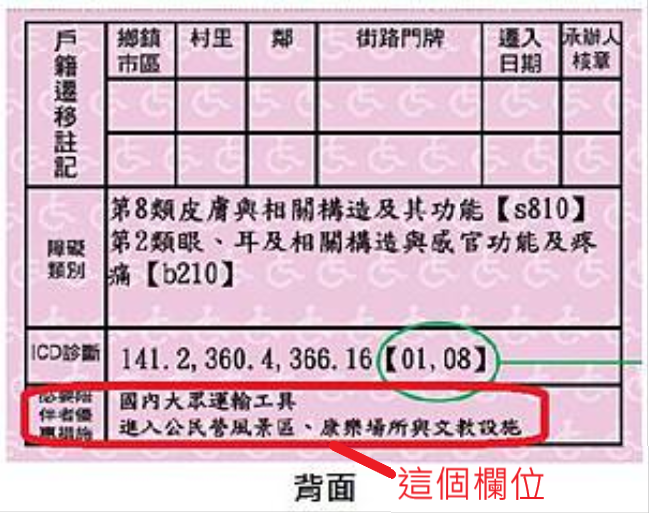 戶籍遷移註記
鄉鎮市區 村里 鄰 街路門牌 遷入日期 承辦人核章
障礙類別
第8類皮膚與相關構造及其功能【s810】
第2類眼、耳及相關構造與感官功能及疼
痛【b210】
ICD診斷 141.2,360.4,366.16【01,08】
必要陪
伴者優
惠措施
國內大眾運輸工具
進入公民營風景區、康樂場所與文教設施
背面
這個欄位